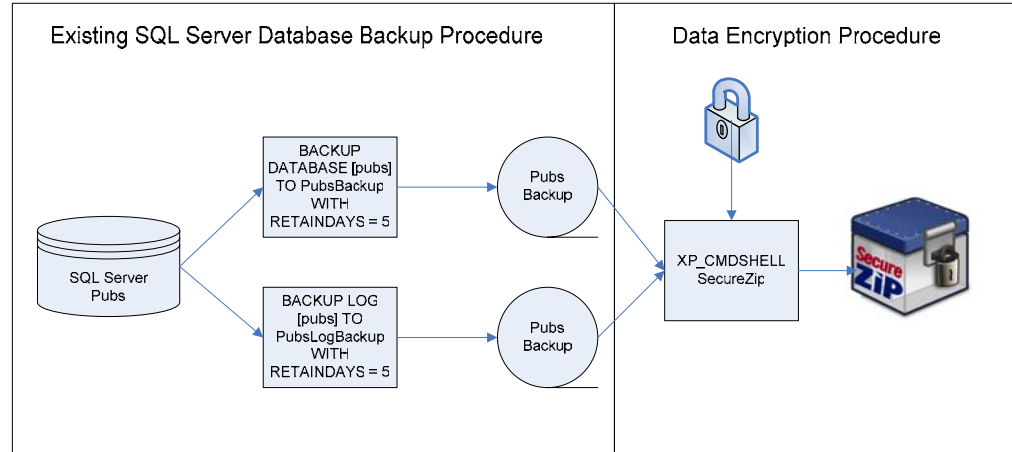 Existing SQL Server Database Backup Procedure
Data Encryption Procedure
SQL Server
Pubs
BACKUP
DATABASE [pubs]
TO PubsBackup
WITH
RETAINDAYS = 5
Pubs
Backup
BACKUP LOG
[pubs] TO
PubsLogBackup
WITH
RETAINDAYS = 5
Pubs
Backup
XP_CMDSHELL
SecureZip
Secure
ZIP